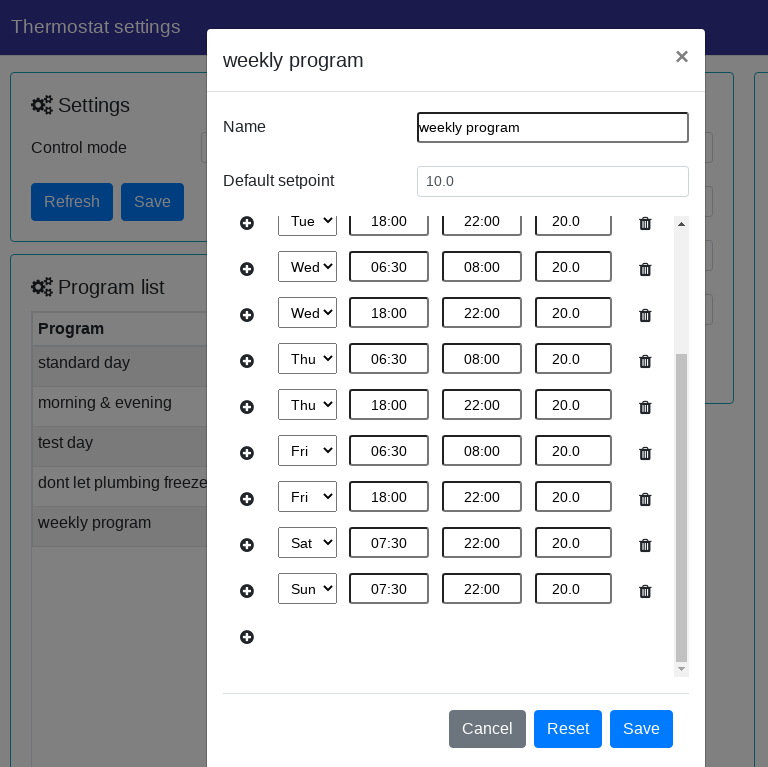 Thermostat settings
weekly program ×
Settings
Name weekly program
Control mode
Default setpoint 10.0
Refresh Save
Tue 18:00 22:00 20.0
Wed 06:30 08:00 20.0
Program list
Wed 18:00 22:00 20.0
Program
standard day
Thu 06:30 08:00 20.0
morning & evening
Thu 18:00 22:00 20.0
test day
Fri 06:30 08:00 20.0
dont let plumbing freeze
Fri 18:00 22:00 20.0
weekly program
Sat 07:30 22:00 20.0
Sun 07:30 22:00 20.0
Cancel Reset Save